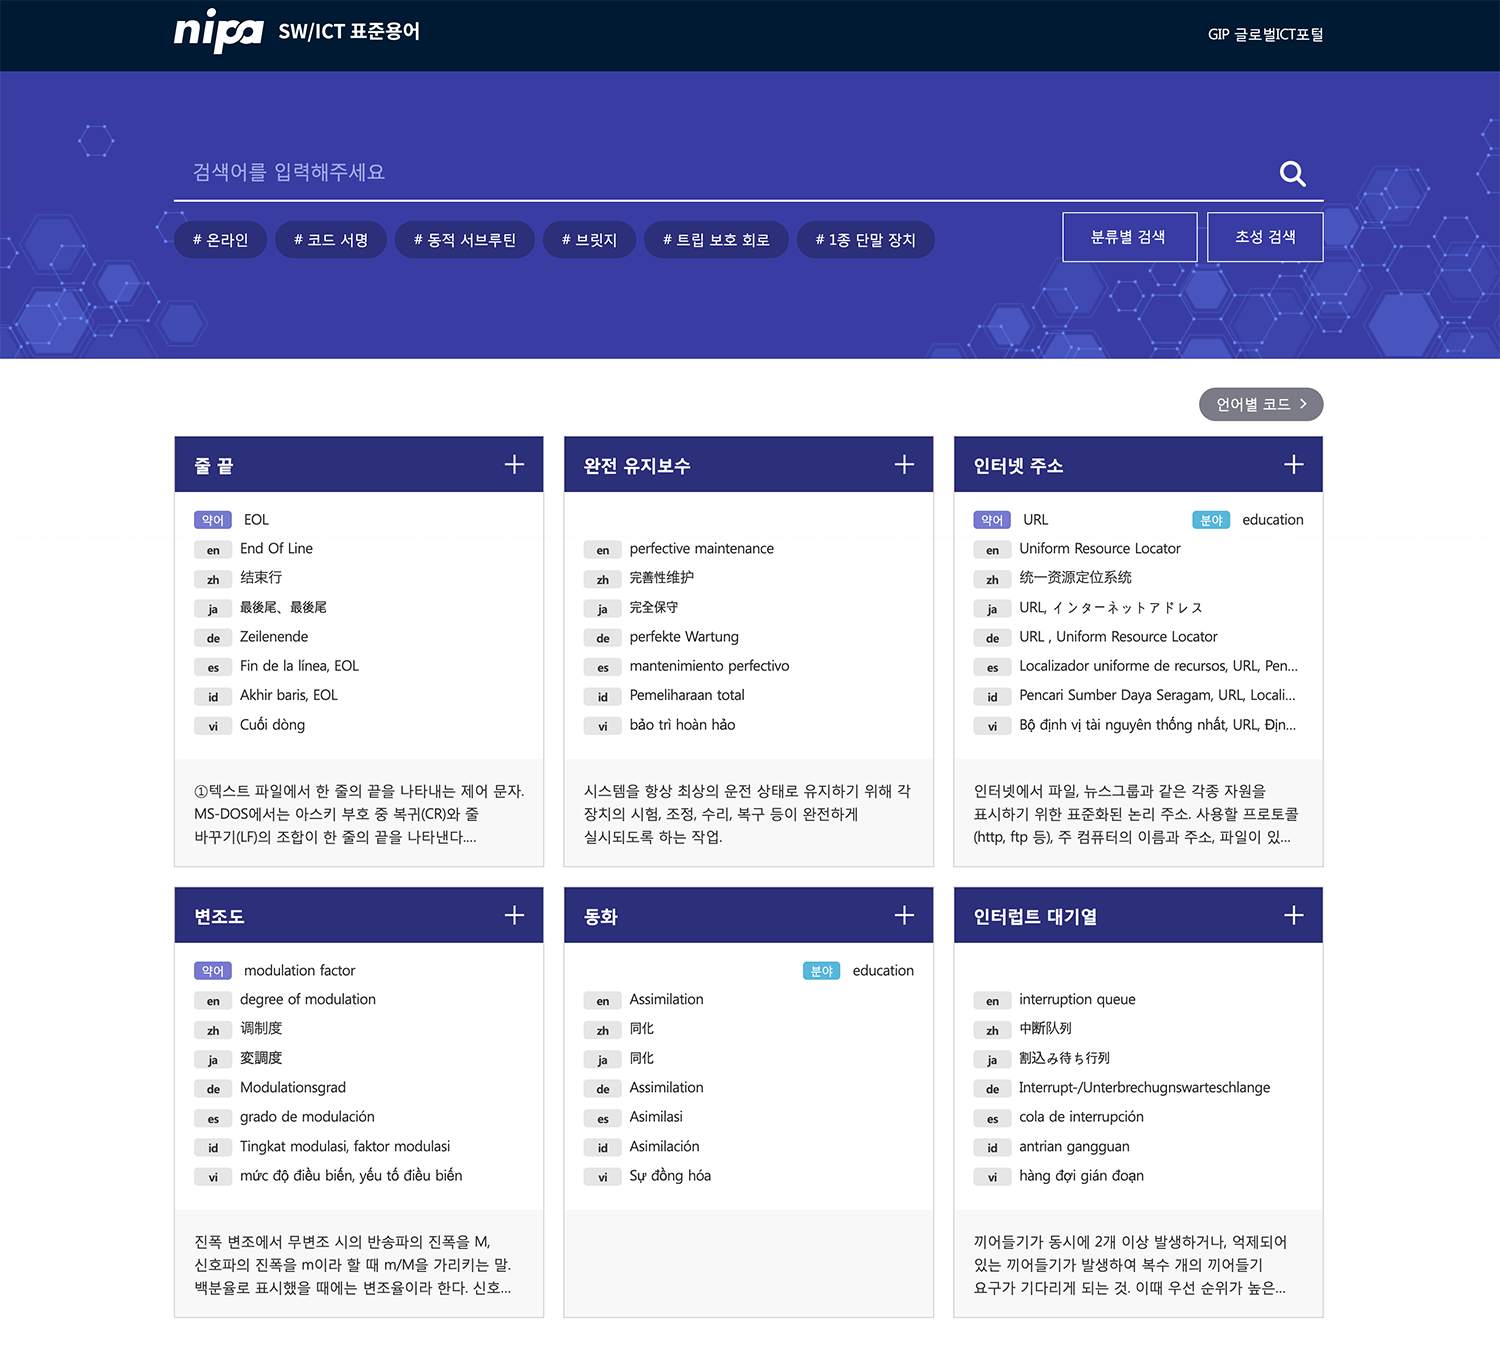 nipa SW/ICT 표준용어
GIP 글로벌ICT포털
검색어를 입력해주세요
# 온라인
# 코드 서명
# 동적 서브루틴
# 브릿지
# 트립 보호 회로
# 1종 단말 장치
분류별 검색
초성 검색
언어별 코드 >
줄 끝 +
약어 EOL
en End Of Line
zh 结束行
ja 最後尾、最後尾
de Zeilenende
es Fin de la línea, EOL
id Akhir baris, EOL
vi Cuối dòng
①텍스트 파일에서 한 줄의 끝을 나타내는 제어 문자.
MS-DOS에서는 아스키 부호 중 복귀(CR)와 줄
바꾸기(LF)의 조합이 한 줄의 끝을 나타낸다....
완전 유지보수 +
en perfective maintenance
zh 完善性维护
ja 完全保守
de perfekte Wartung
es mantenimiento perfectivo
id Pemeliharaan total
vi bảo trì hoàn hảo
시스템을 항상 최상의 운전 상태로 유지하기 위해 각
장치의 시험, 조정, 수리, 복구 등이 완전하게
실시되도록 하는 작업.
인터넷 주소 +
약어 URL 분야 education
en Uniform Resource Locator
zh 统一资源定位系统
ja URL, インターネットアドレス
de URL , Uniform Resource Locator
es Localizador uniforme de recursos, URL, Pen...
id Pencari Sumber Daya Seragam, URL, Locali...
vi Bộ định vị tài nguyên thống nhất, URL, Địn...
인터넷에서 파일, 뉴스그룹과 같은 각종 자원을
표시하기 위한 표준화된 논리 주소. 사용할 프로토콜
(http, ftp 등), 주 컴퓨터의 이름과 주소, 파일이 있...
변조도 +
약어 modulation factor
en degree of modulation
zh 调制度
ja 変調度
de Modulationsgrad
es grado de modulación
id Tingkat modulasi, faktor modulasi
vi mức độ điều biến, yếu tố điều biến
진폭 변조에서 무변조 시의 반송파의 진폭을 M,
신호파의 진폭을 m이라 할 때 m/M을 가리키는 말.
백분율로 표시했을 때에는 변조율이라 한다. 신호...
동화 +
분야 education
en Assimilation
zh 同化
ja 同化
de Assimilation
es Asimilasi
id Asimilación
vi Sự đồng hóa
인터럽트 대기열 +
en interruption queue
zh 中断队列
ja 割込み待ち行列
de Interrupt-/Unterbrechugnswarteschlange
es cola de interrupción
id antrian gangguan
vi hàng đợi gián đoạn
끼어들기가 동시에 2개 이상 발생하거나, 억제되어
있는 끼어들기가 발생하여 복수 개의 끼어들기
요구가 기다리게 되는 것. 이때 우선 순위가 높은...